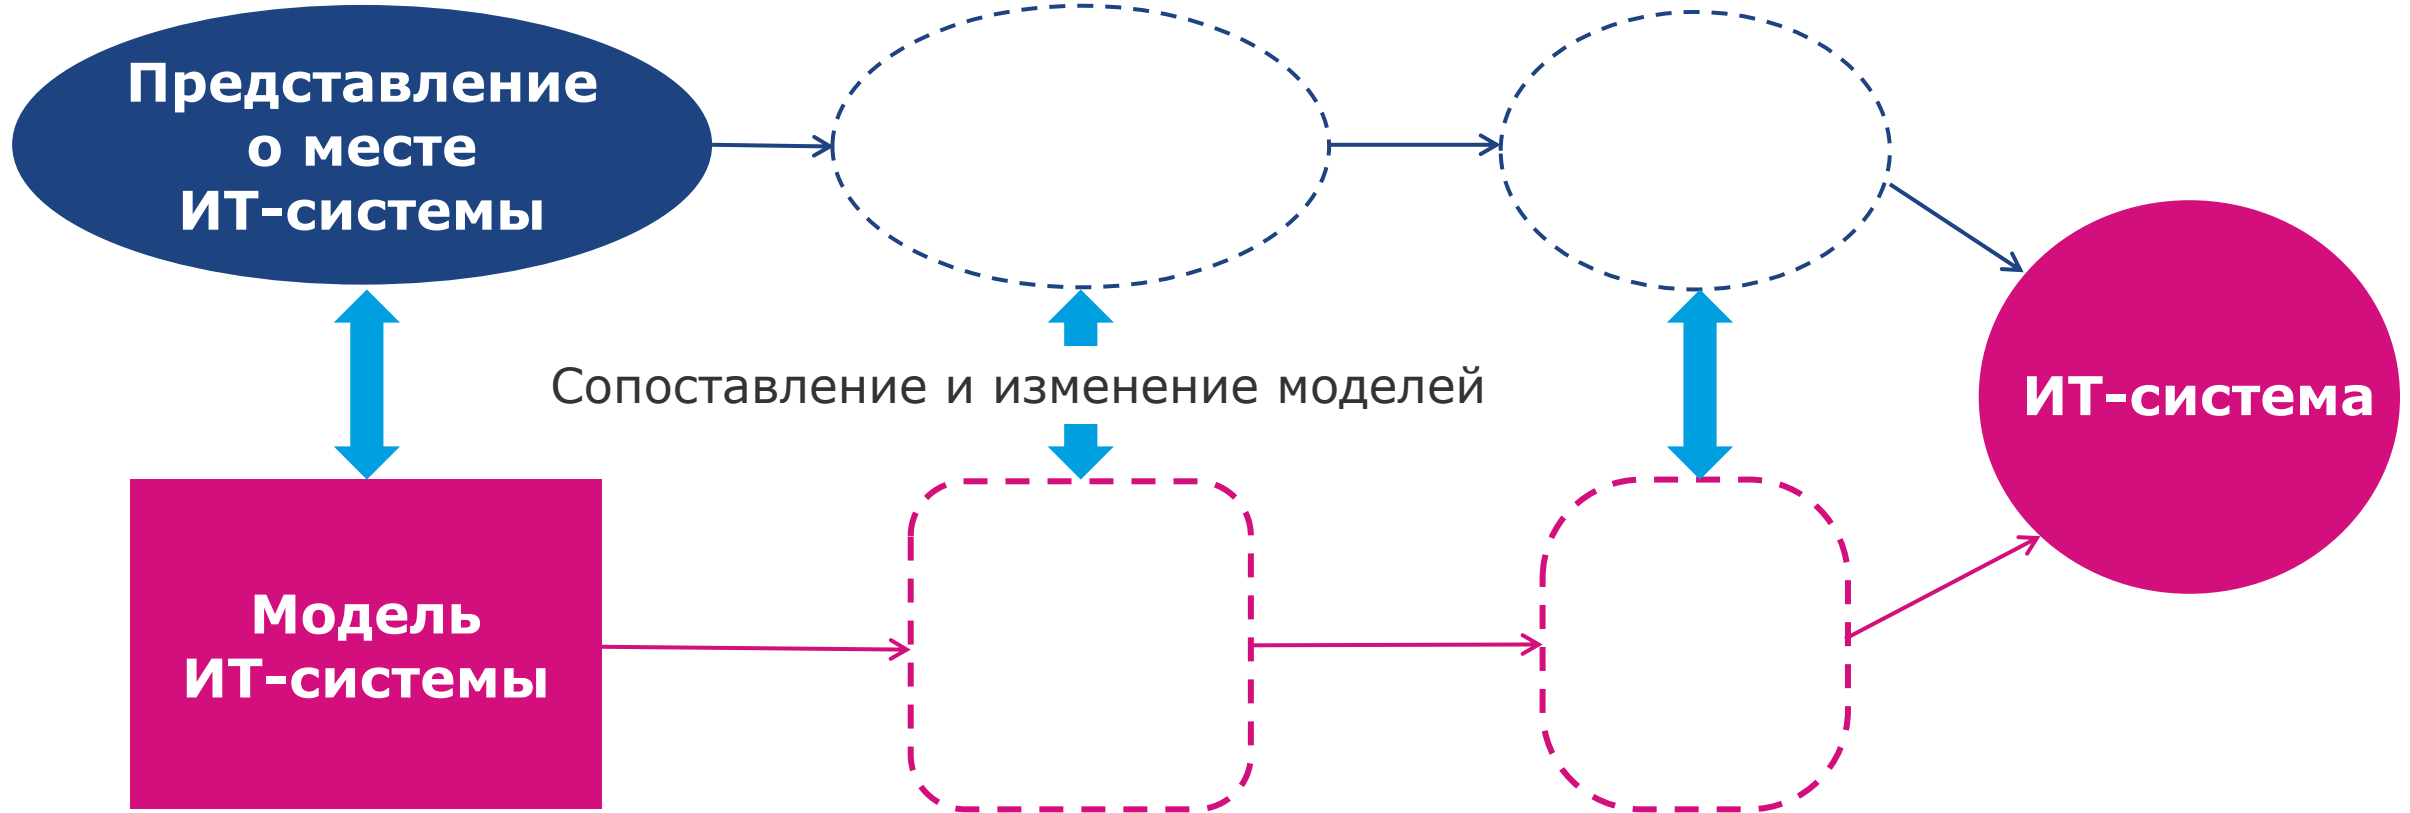 Представление
о месте
ИТ-системы
Сопоставление и изменение моделей
ИТ-система
Модель
ИТ-системы